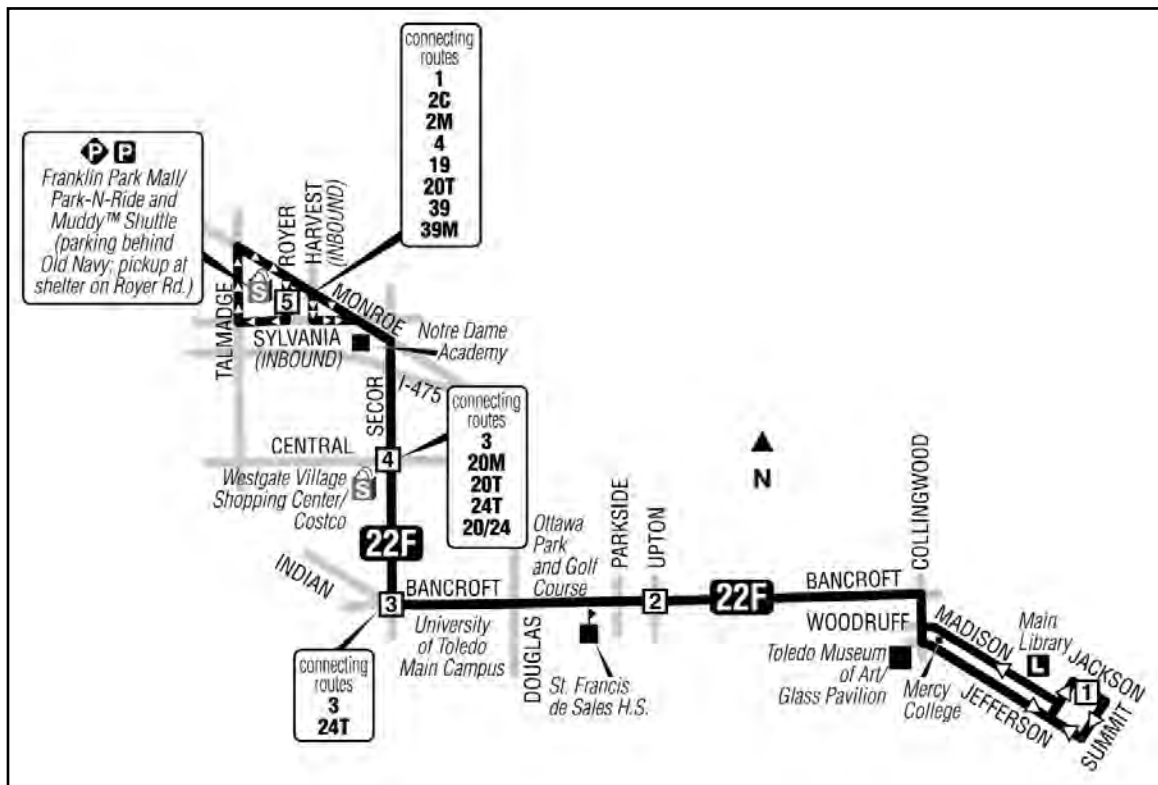 connecting
routes
1
2C
2M
4
19
20T
39
39M
P P
Franklin Park Mall/
Park-N-Ride and
Muddy™ Shuttle
(parking behind
Old Navy; pickup at
shelter on Royer Rd.)
ROYER
HARVEST
(INBOUND)
TALMADGE
S
5
MONROE
SYLVANIA
(INBOUND)
Notre Dame
Academy
I-475
SECOR
connecting
routes
3
20M
20T
24T
20/24
CENTRAL
4
Westgate Village
Shopping Center/
Costco
S
22F
INDIAN
3
BANCROFT
University
of Toledo
Main Campus
connecting
routes
3
24T
Ottawa
Park
and Golf
Course
DOUGLAS
St. Francis
de Sales H.S.
PARKSIDE
UPTON
2
22F
N
BANCROFT
COLLINGWOOD
WOODRUFF
MADISON
Main
Library
L
JACKSON
1
Toledo Museum
of Art/
Glass Pavilion
Mercy
College
JEFFERSON
SUMMIT